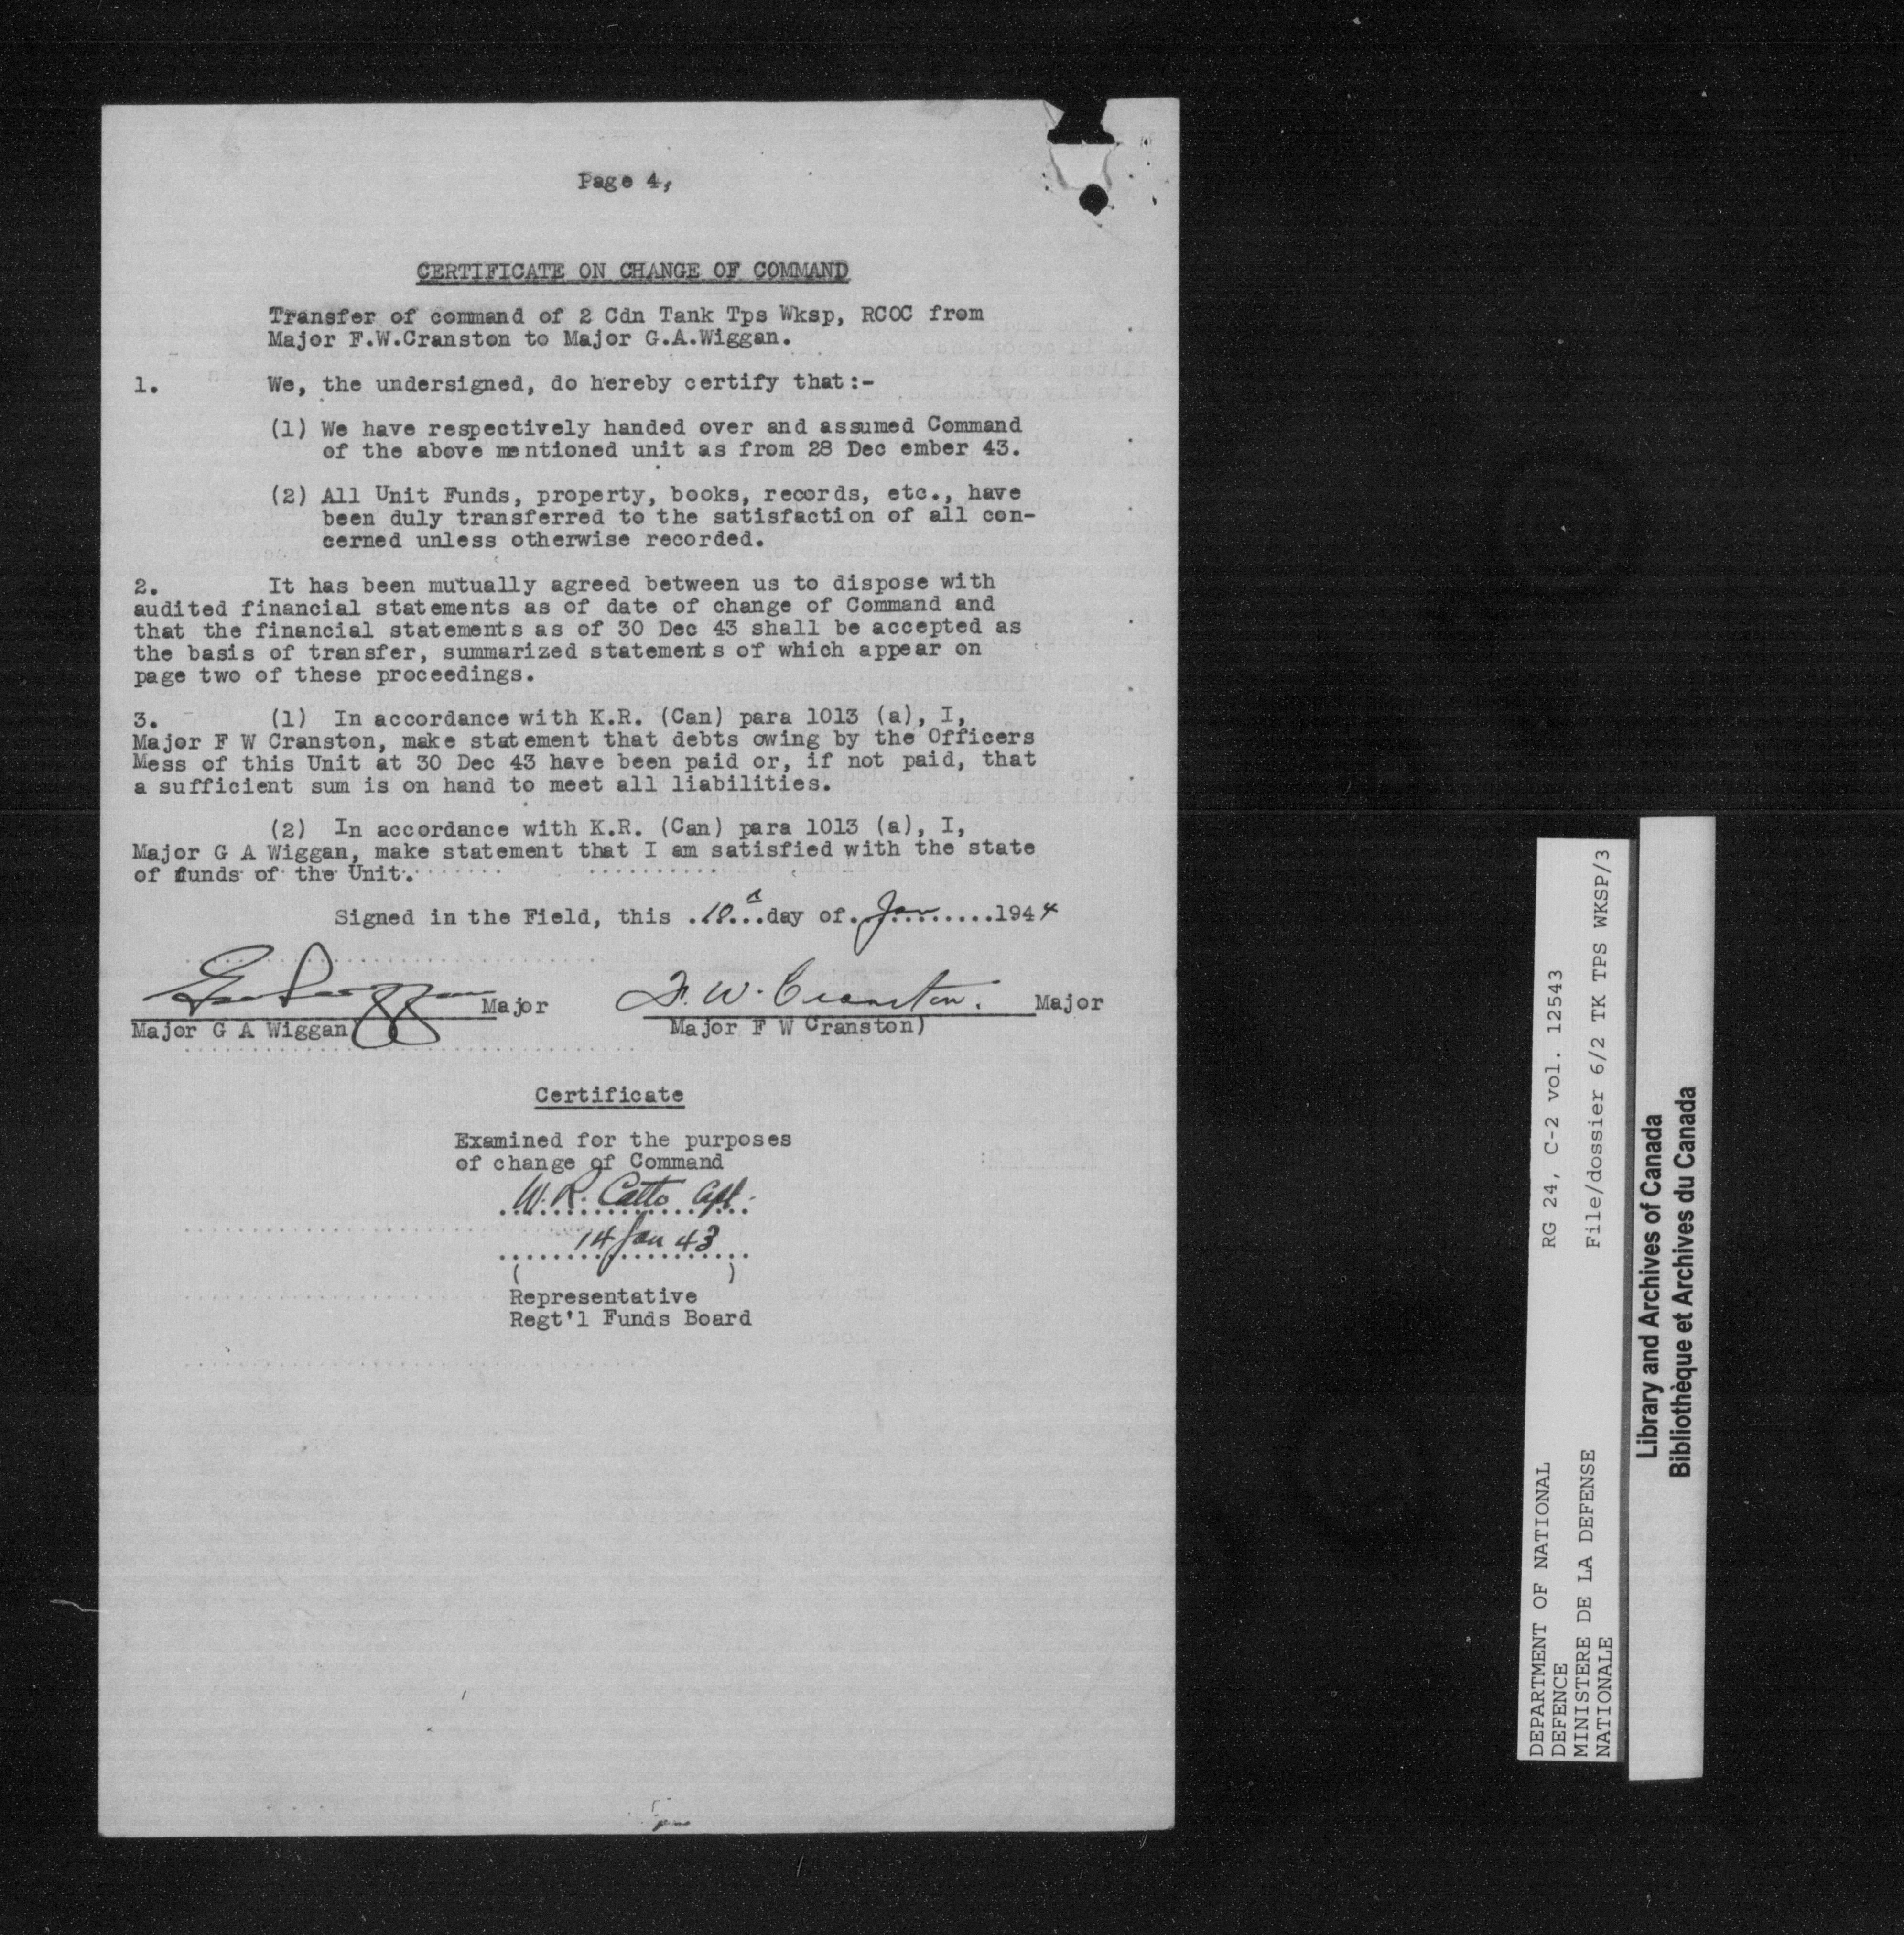 Page 4,
CERTIFICATE ON CHANGE OF COMMAND
Transfer of command of 2 Cdn Tank Tps Wksp, RCOC from
Major F.W.Cranston to Major G.A.Wiggan.
1. We, the undersigned, do hereby certify that:-
(1) We have respectively handed over and assumed Command
of the above mentioned unit as from 28 Dec ember 43.
(2) All Unit Funds, property, books, records, etc., have
been duly transferred to the satisfaction of all con-
cerned unless otherwise recorded.
2. It has been mutually agreed between us to dispose with
audited financial statements as of date of change of Command and
that the financial statements as of 30 Dec 43 shall be accepted as
the basis of transfer, summarized statements of which appear on
page two of these proceedings.
3. (1) In accordance with K.R. (Can) para 1013 (a), I,
Major F W Cranston, make statement that debts owing by the Officers
Mess of this Unit at 30 Dec 43 have been paid or, if not paid, that
a sufficient sum is on hand to meet all liabilities.
(2) In accordance with K.R. (Can) para 1013 (a), I,
Major G A Wiggan, make statement that I am satisfied with the state
of funds of the Unit.
Signed in the Field, this .18...day of.Jan........1944
Major F. W. Cranston. Major
Major G A Wiggan Major F W Cranston)
Certificate
Examined for the purposes
of change of Command
W. R. Catto Capt.
14 Jan 43
( )
Representative
Regt'l Funds Board
DEPARTMENT OF NATIONAL
DEFENCE
MINISTERE DE LA DEFENSE
NATIONALE
RG 24, C-2 vol. 12543
File/dossier 6/2 TK TPS WKSP/3
Library and Archives of Canada
Bibliothèque et Archives du Canada